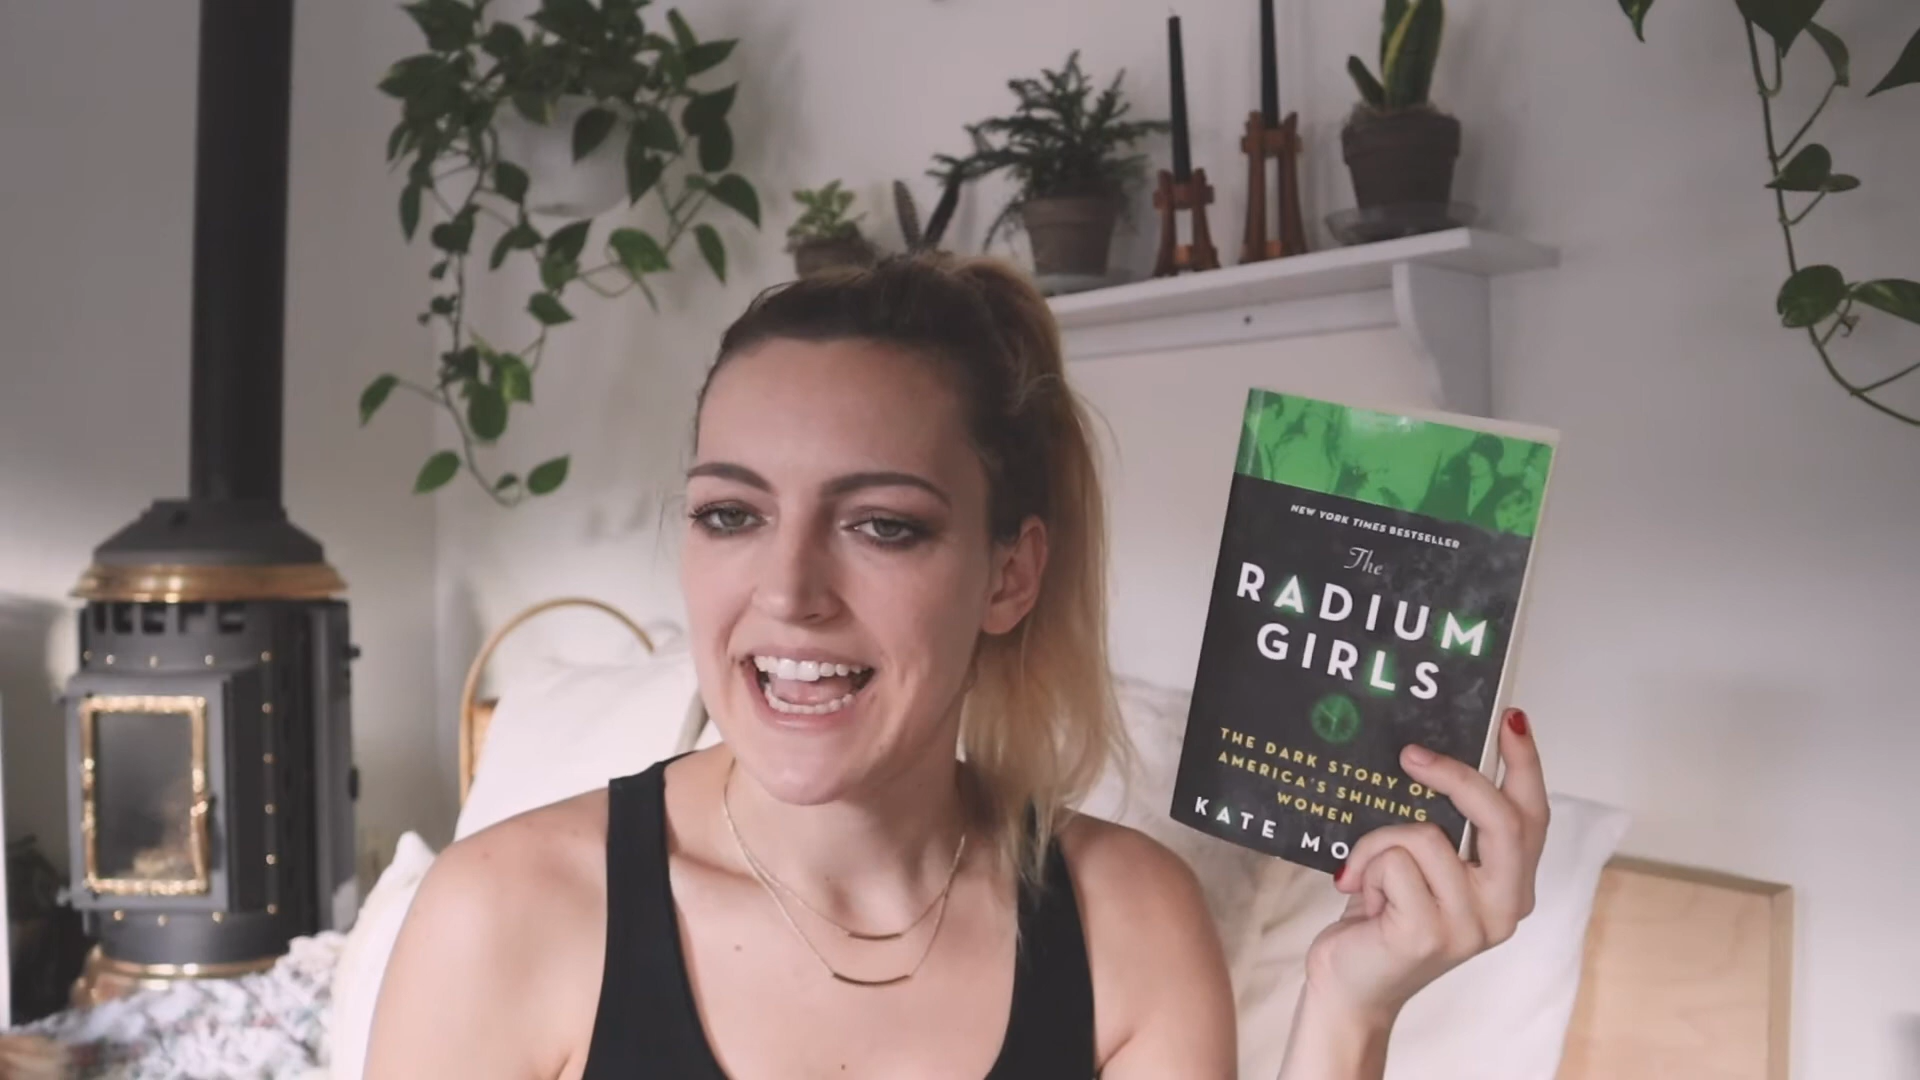 NEW YORK TIMES BESTSELLER
The
RADIUM
GIRLS
THE DARK STORY OF
AMERICA'S SHINING
WOMEN
KATE MO